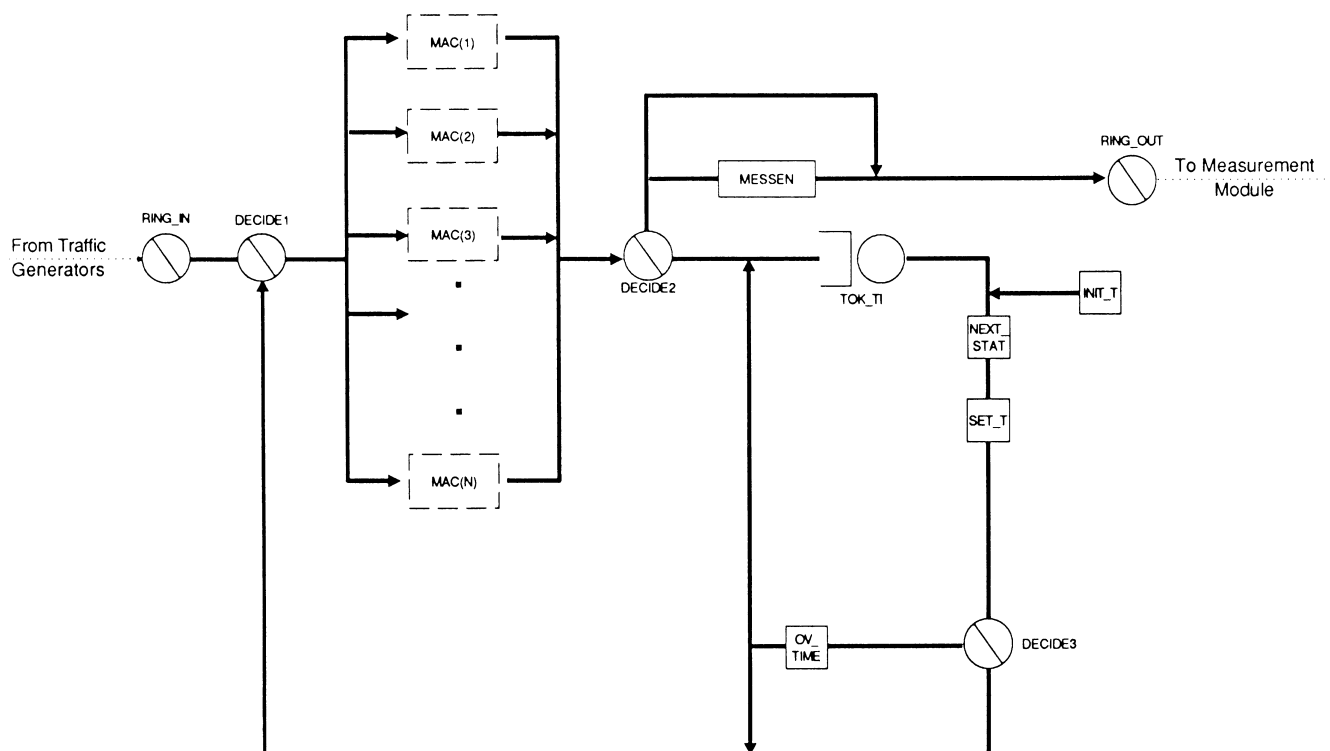 MAC(1)
MAC(2)
RING_OUT
To Measurement
Module
MESSEN
MAC(3)
RING_IN
DECIDE1
From Traffic
Generators
DECIDE2
TOK_TI
INIT_T
NEXT_
STAT
SET_T
MAC(N)
OV_
TIME
DECIDE3